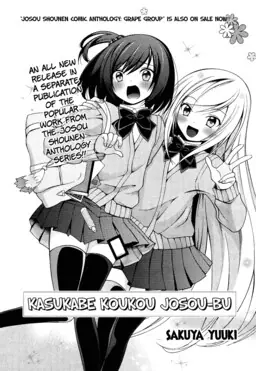 "JOSOU SHOUNEN COMIK ANTHOLOGY. GRAPE GROUP" IS ALSO ON SALE NOW
AN ALL NEW
RELEASE IN
A SEPARATE
PUBLICATION
OF THE
POPULAR
WORK FROM
THE JOSOU
SHOUNEN
ANTHOLOGY
SERIES!!
KASUKABE KOUKOU JOSOU-BU
SAKUYA YUUKI